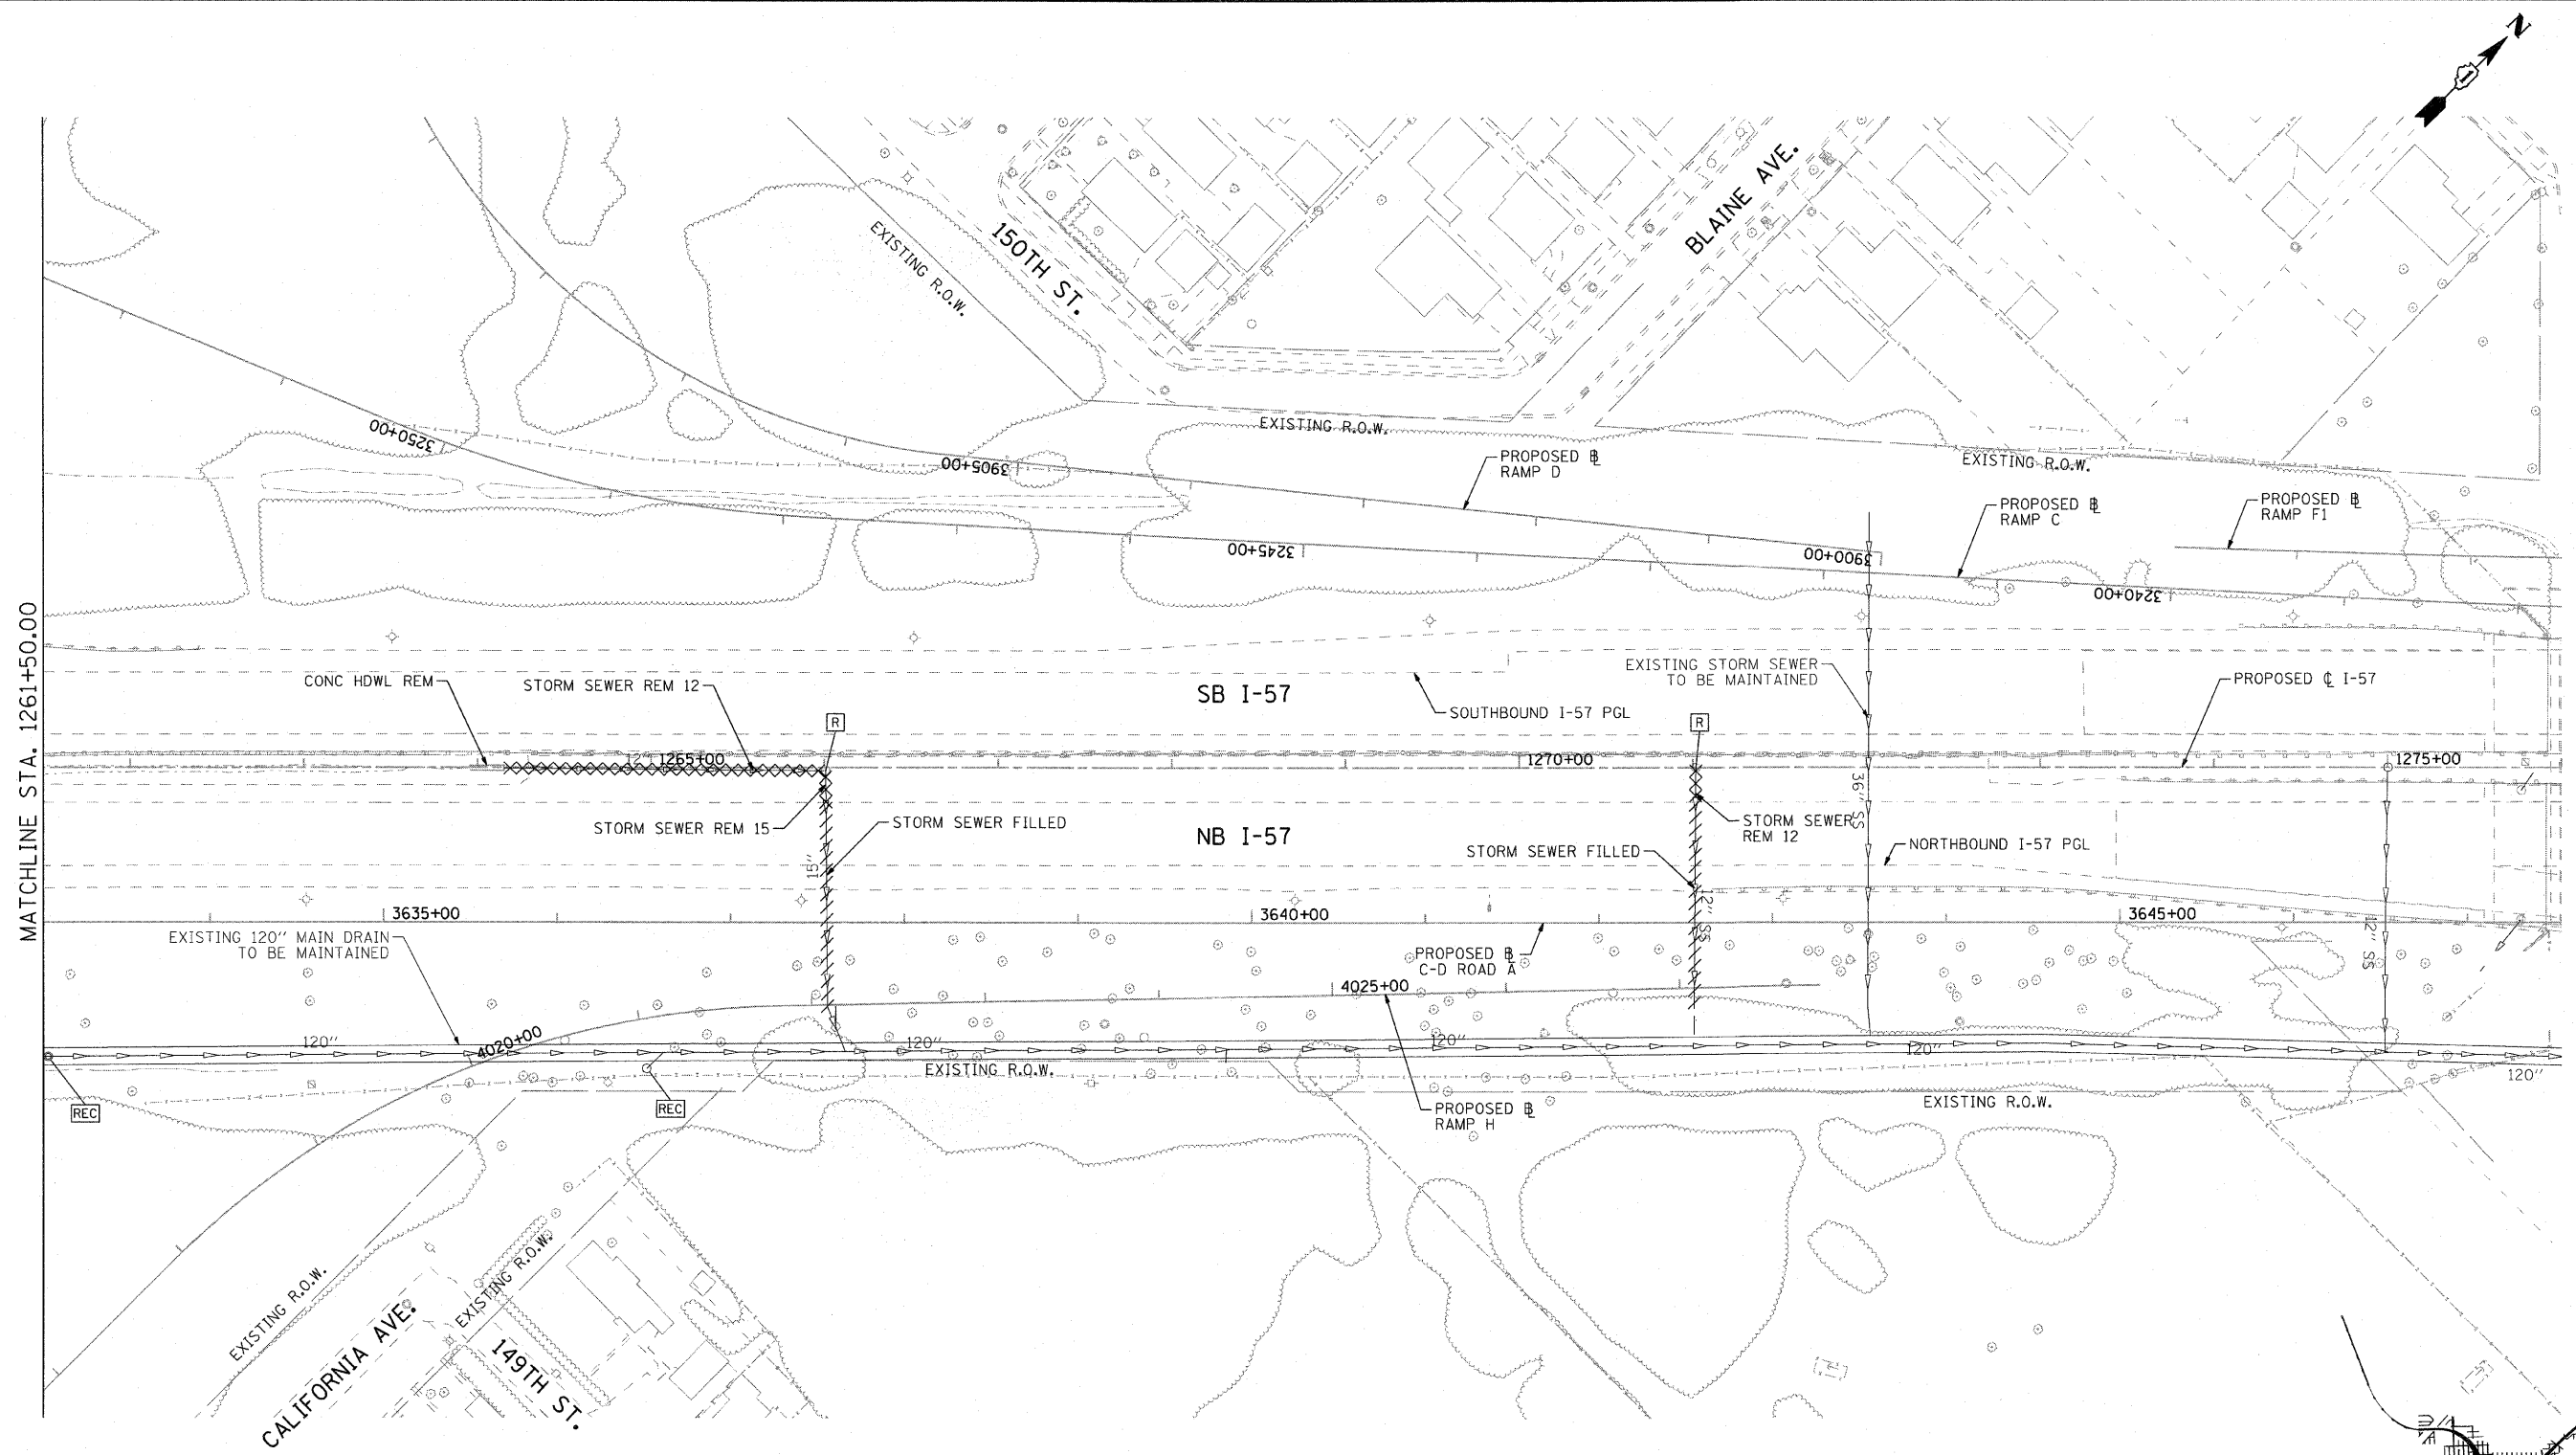 N
150TH ST.
BLAINE AVE.
EXISTING R.O.W.
EXISTING R.O.W.
EXISTING R.O.W.
3250+00
3905+00
PROPOSED
RAMP D
PROPOSED
RAMP C
PROPOSED
RAMP F1
3245+00
3900+00
3240+00
MATCHLINE STA. 1261+50.00
CONC HDWL REM
STORM SEWER REM 12
R
SB I-57
SOUTHBOUND I-57 PGL
EXISTING STORM SEWER
TO BE MAINTAINED
R
PROPOSED ℄ I-57
12"
1265+00
1270+00
1275+00
36" SS
STORM SEWER REM 15
15"
STORM SEWER FILLED
NB I-57
STORM SEWER FILLED
STORM SEWER
REM 12
NORTHBOUND I-57 PGL
3635+00
3640+00
3645+00
12" SS
12" SS
EXISTING 120" MAIN DRAIN
TO BE MAINTAINED
PROPOSED
C-D ROAD A
4025+00
4020+00
120"
120"
120"
120"
120"
EXISTING R.O.W.
EXISTING R.O.W.
REC
REC
PROPOSED
RAMP H
EXISTING R.O.W.
EXISTING R.O.W.
CALIFORNIA AVE.
149TH ST.